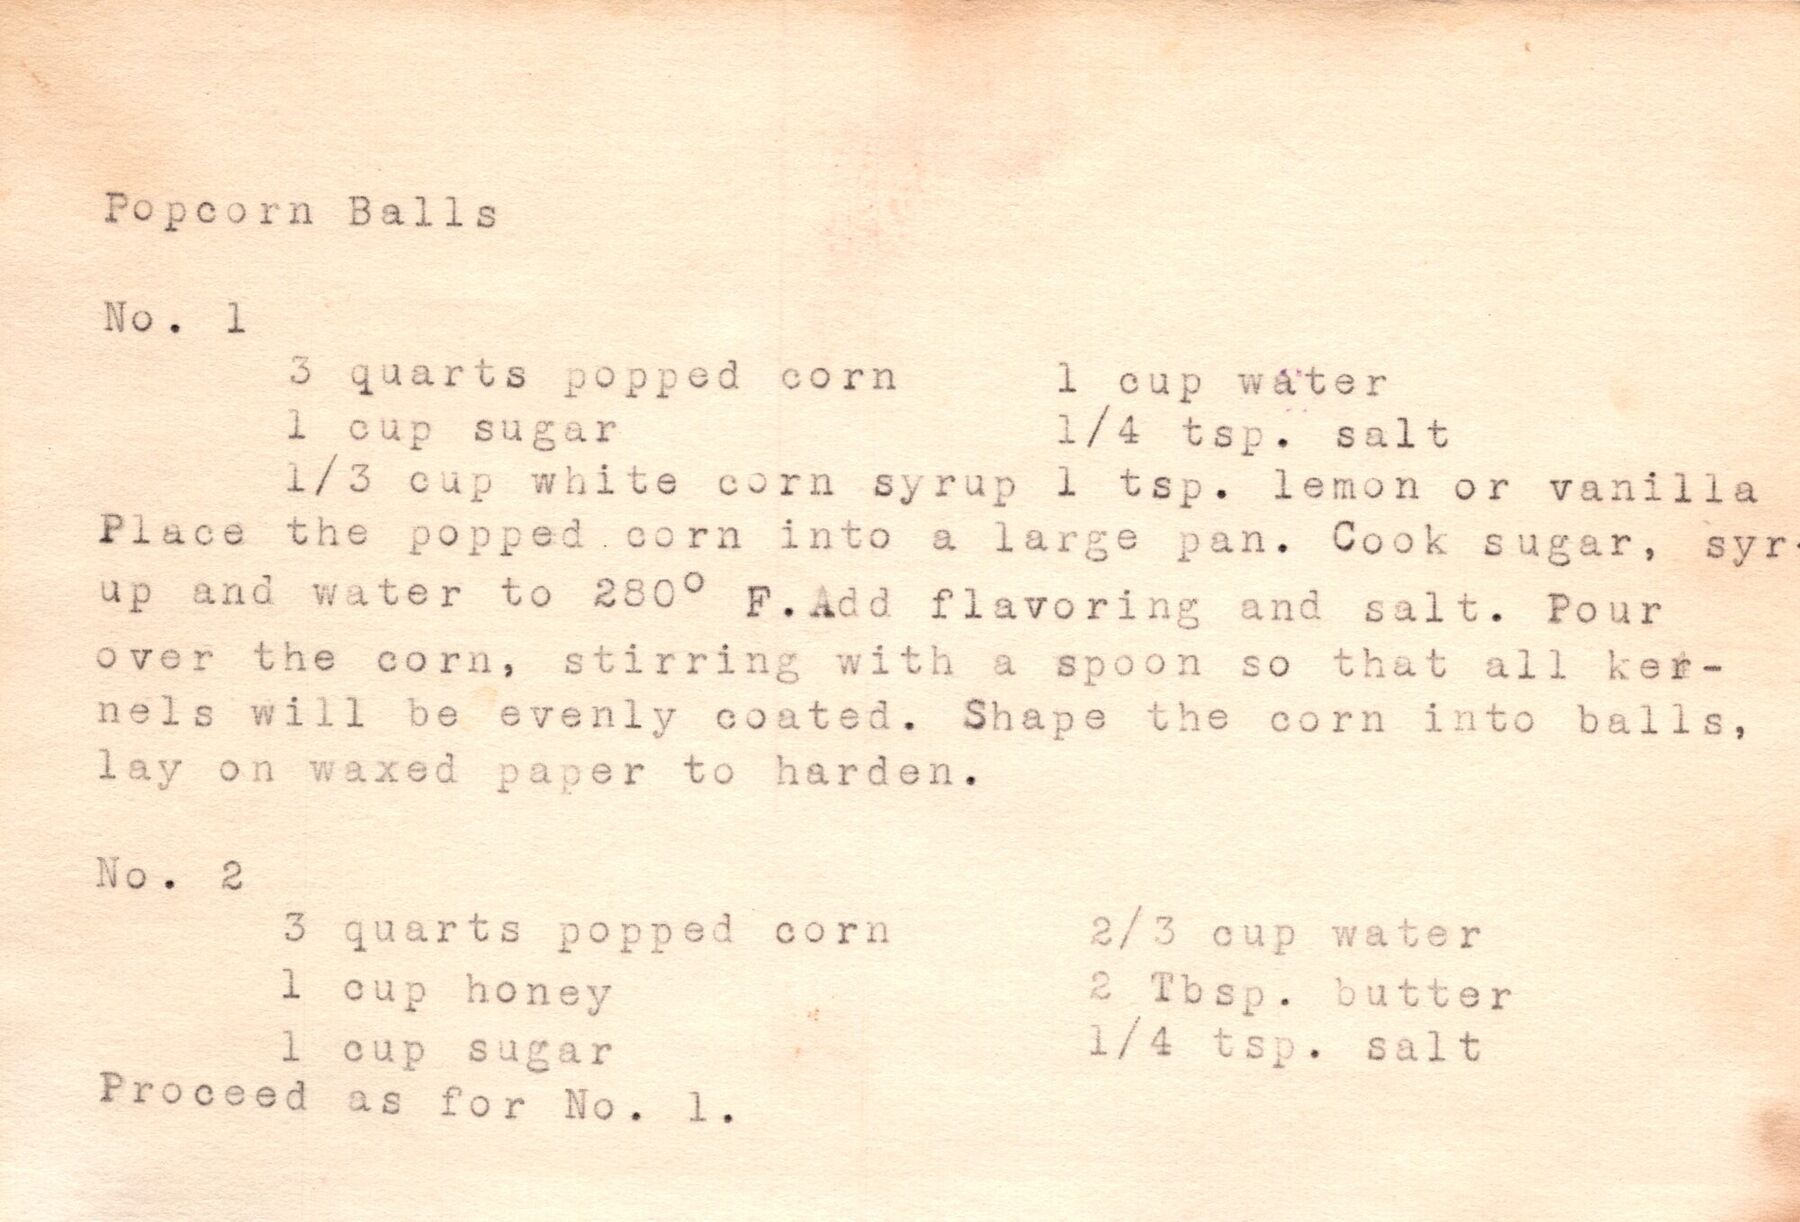 Popcorn Balls
No. 1
3 quarts popped corn 1 cup water
1 cup sugar 1/4 tsp. salt
1/3 cup white corn syrup 1 tsp. lemon or vanilla
Place the popped corn into a large pan. Cook sugar, syr-
up and water to 280° F.Add flavoring and salt. Pour
over the corn, stirring with a spoon so that all ker-
nels will be evenly coated. Shape the corn into balls,
lay on waxed paper to harden.
No. 2
3 quarts popped corn 2/3 cup water
1 cup honey 2 Tbsp. butter
1 cup sugar 1/4 tsp. salt
Proceed as for No. 1.